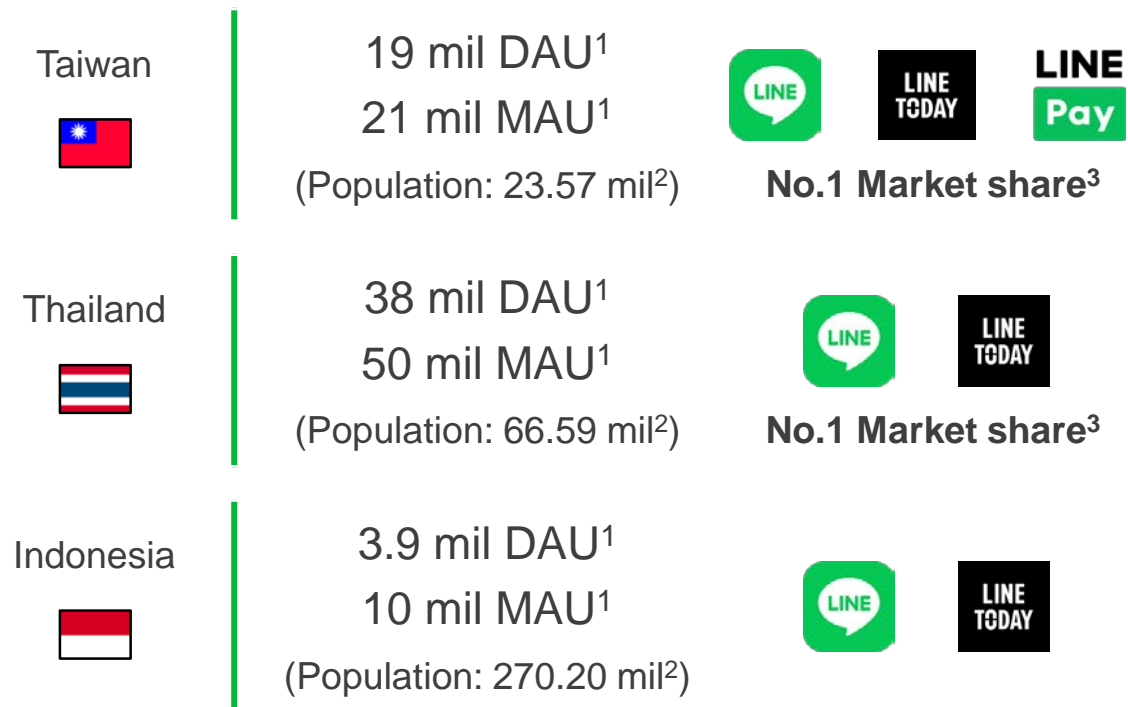 Taiwan
19 mil DAU¹
21 mil MAU¹
(Population: 23.57 mil²)
LINE
LINE
TODAY
LINE
Pay
No.1 Market share³
Thailand
38 mil DAU¹
50 mil MAU¹
(Population: 66.59 mil²)
LINE
LINE
TODAY
No.1 Market share³
Indonesia
3.9 mil DAU¹
10 mil MAU¹
(Population: 270.20 mil²)
LINE
LINE
TODAY